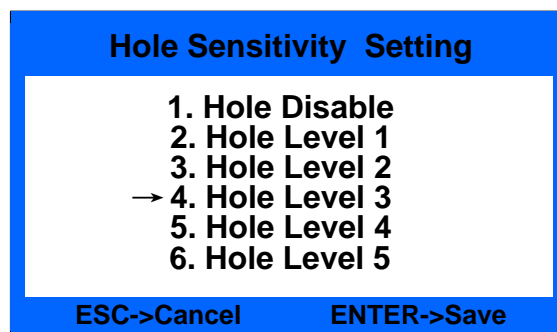 Hole Sensitivity Setting
1. Hole Disable
2. Hole Level 1
3. Hole Level 2
→ 4. Hole Level 3
5. Hole Level 4
6. Hole Level 5
ESC->Cancel ENTER->Save